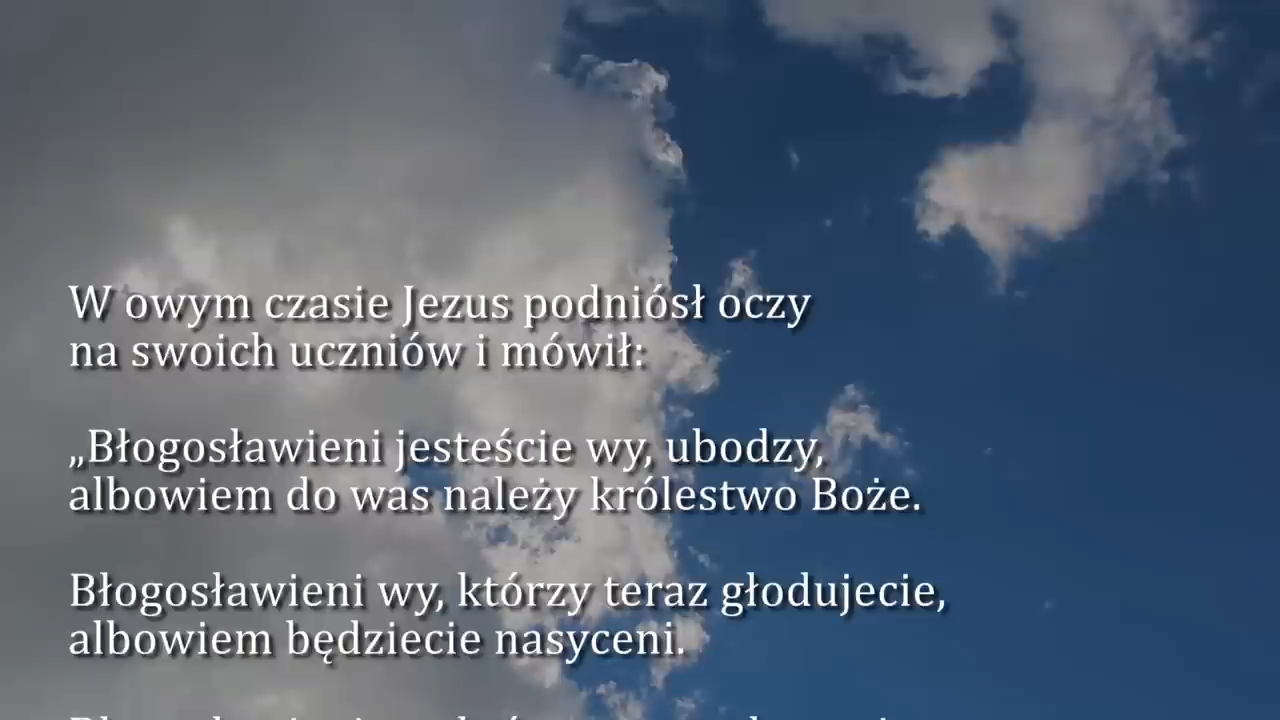 W owym czasie Jezus podniósł oczy
na swoich uczniów i mówił:
„Błogosławieni jesteście wy, ubodzy,
albowiem do was należy królestwo Boże.
Błogosławieni wy, którzy teraz głodujecie,
albowiem będziecie nasyceni.